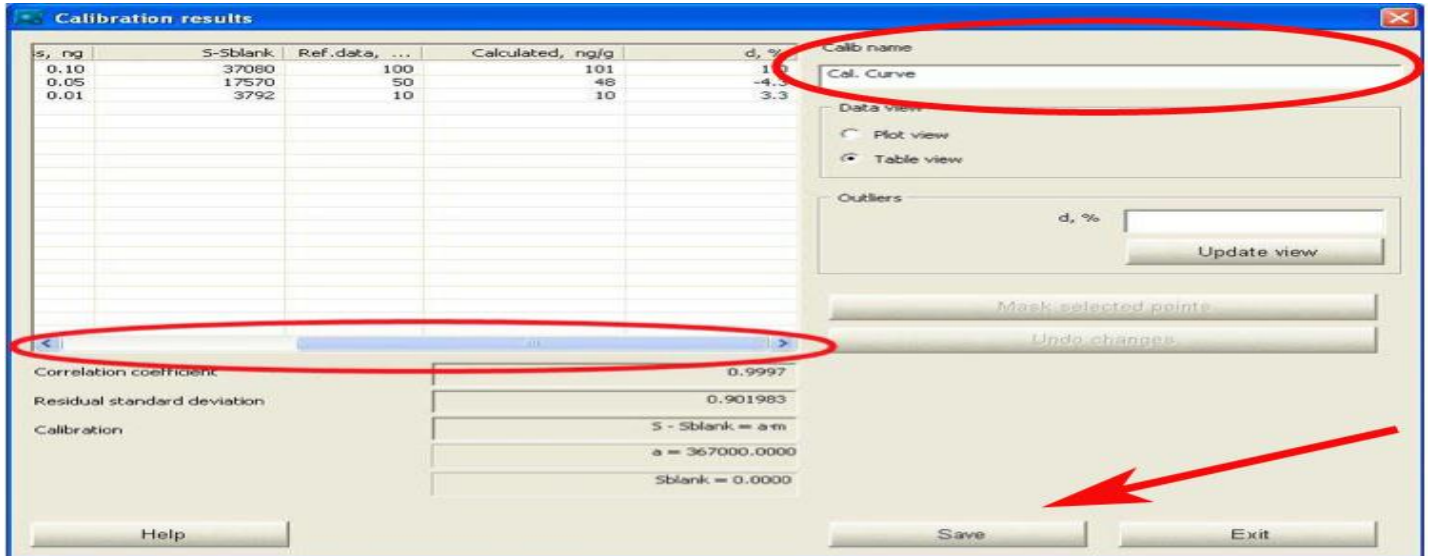 Calibration results
s, ng S-Sblank Ref.data, ... Calculated, ng/g d, %
0.10 37080 100 101
0.05 17570 50 48
0.01 3792 10 10 3.3
Calib name
Cal. Curve
Data view
Plot view
Table view
Outliers
d, %
Update view
Mask selected points
Undo changes
Correlation coefficient 0.9997
Residual standard deviation 0.901983
Calibration S - Sblank = a·m
a = 367000.0000
Sblank = 0.0000
Help Save Exit